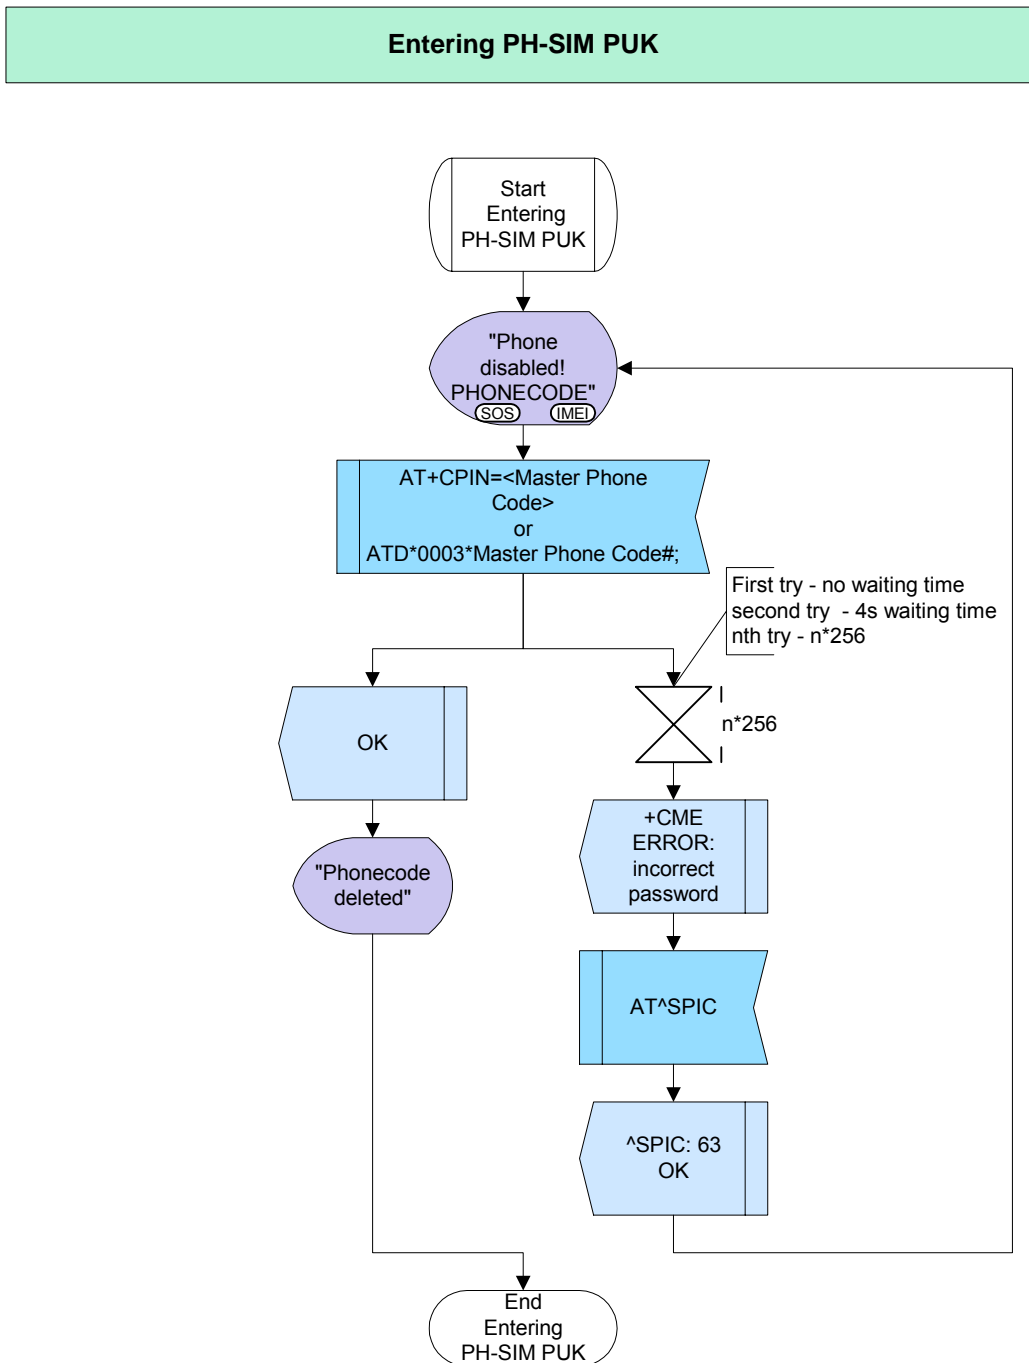 Entering PH-SIM PUK
Start
Entering
PH-SIM PUK
"Phone
disabled!
PHONECODE"
SOS IMEI
AT+CPIN=<Master Phone
Code>
or
ATD*0003*Master Phone Code#;
First try - no waiting time
second try  - 4s waiting time
nth try - n*256
n*256
OK
+CME
ERROR:
incorrect
password
"Phonecode
deleted"
AT^SPIC
^SPIC: 63
OK
End
Entering
PH-SIM PUK